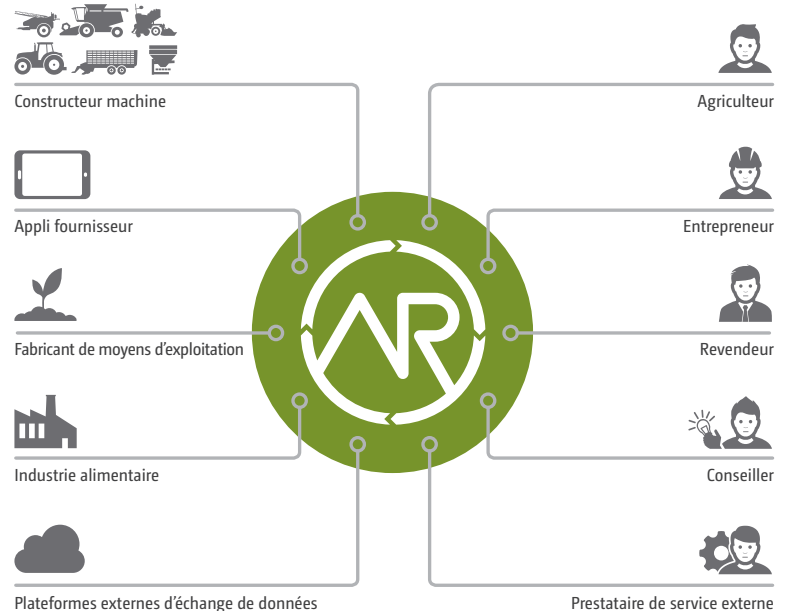 Constructeur machine
Agriculteur
Appli fournisseur
Entrepreneur
Fabricant de moyens d'exploitation
Revendeur
AR
Industrie alimentaire
Conseiller
Plateformes externes d'échange de données
Prestataire de service externe